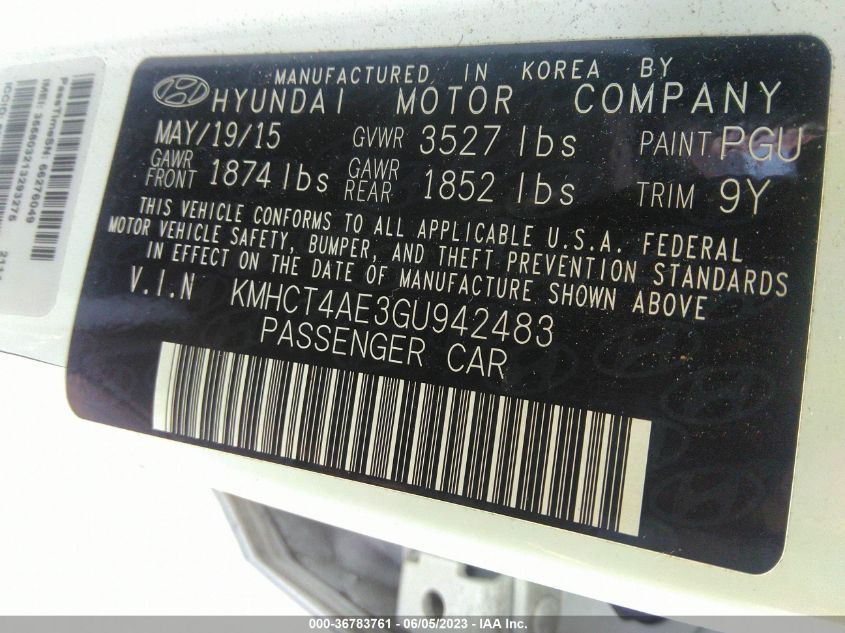 MANUFACTURED IN KOREA BY
HYUNDAI MOTOR COMPANY
MAY/19/15 GVWR 3527 lbs PAINT PGU
GAWR FRONT 1874 lbs GAWR REAR 1852 lbs TRIM 9Y
THIS VEHICLE CONFORMS TO ALL APPLICABLE U.S.A. FEDERAL
MOTOR VEHICLE SAFETY, BUMPER, AND THEFT PREVENTION STANDARDS
IN EFFECT ON THE DATE OF MANUFACTURE SHOWN ABOVE
V.I.N KMHCT4AE3GU942483
PASSENGER CAR
PassTimeSN: 66276049
000-36783761 - 06/05/2023 - IAA Inc.